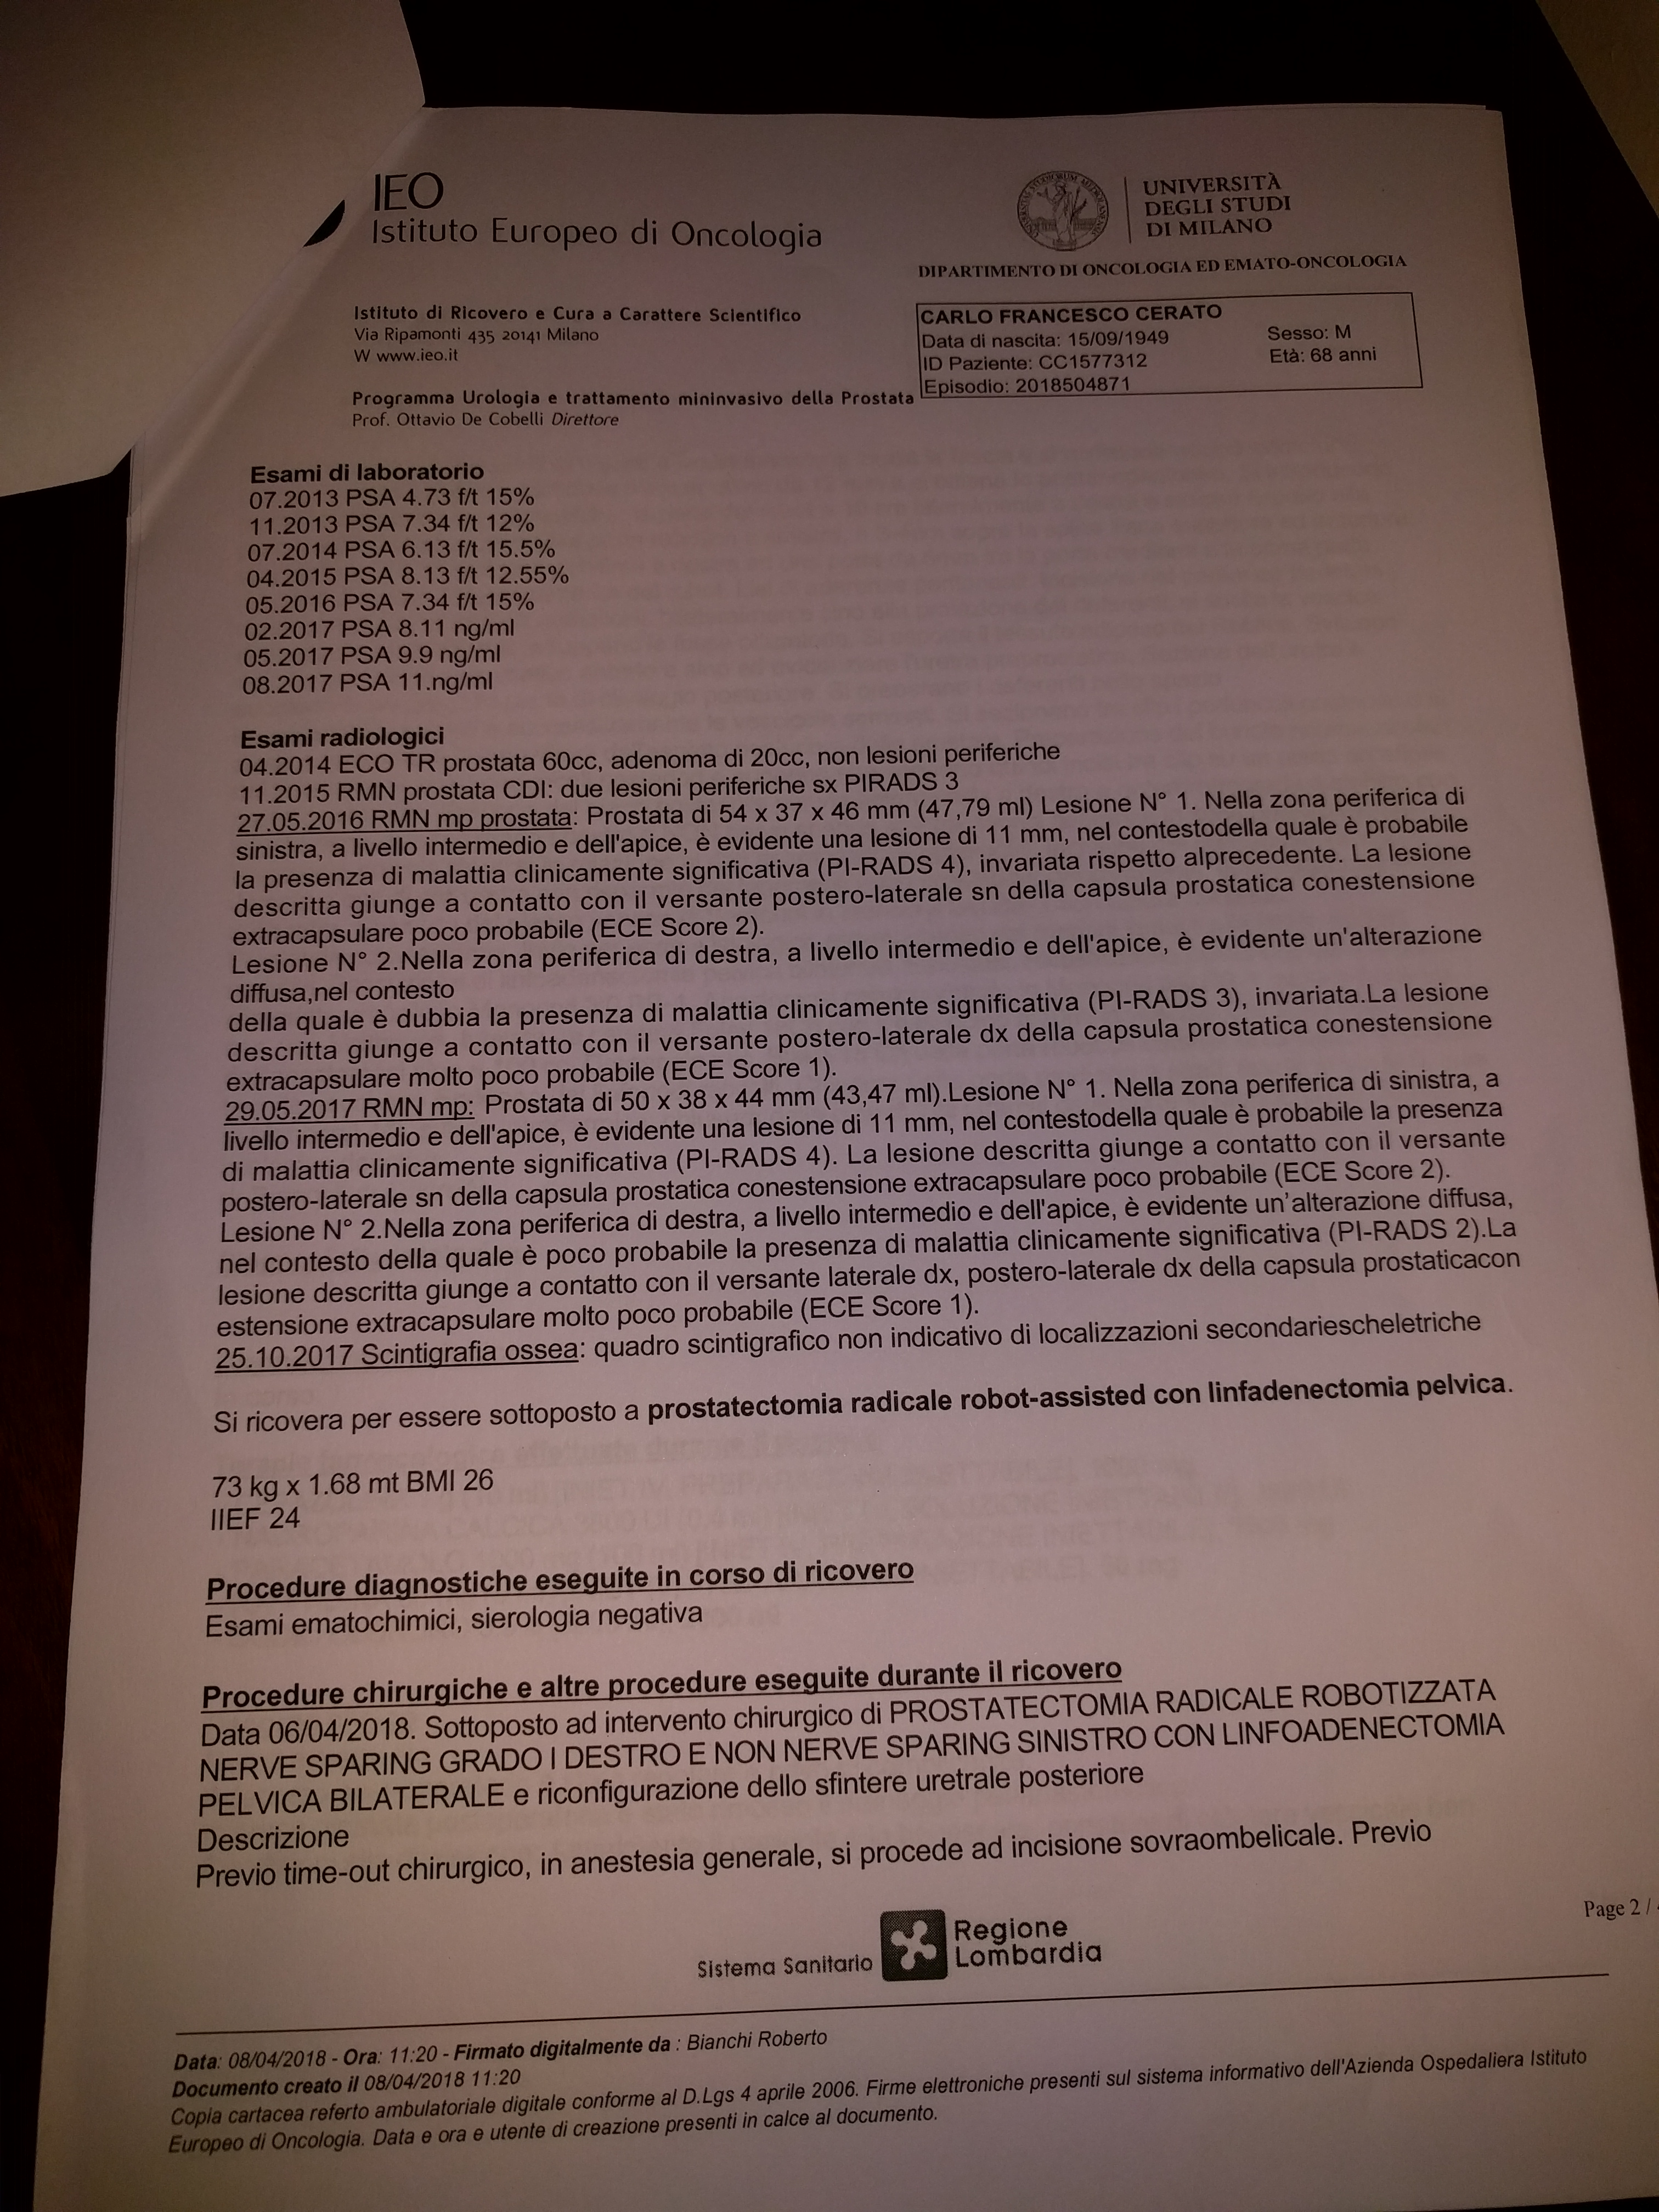 IEO
Istituto Europeo di Oncologia
UNIVERSITÀ
DEGLI STUDI
DI MILANO
DIPARTIMENTO DI ONCOLOGIA ED EMATO-ONCOLOGIA
Istituto di Ricovero e Cura a Carattere Scientifico
Via Ripamonti 435 20141 Milano
W www.ieo.it
CARLO FRANCESCO CERATO
Data di nascita: 15/09/1949 Sesso: M
ID Paziente: CC1577312 Età: 68 anni
Episodio: 2018504871
Programma Urologia e trattamento mininvasivo della Prostata
Prof. Ottavio De Cobelli Direttore
Esami di laboratorio
07.2013 PSA 4.73 f/t 15%
11.2013 PSA 7.34 f/t 12%
07.2014 PSA 6.13 f/t 15.5%
04.2015 PSA 8.13 f/t 12.55%
05.2016 PSA 7.34 f/t 15%
02.2017 PSA 8.11 ng/ml
05.2017 PSA 9.9 ng/ml
08.2017 PSA 11.ng/ml
Esami radiologici
04.2014 ECO TR prostata 60cc, adenoma di 20cc, non lesioni periferiche
11.2015 RMN prostata CDI: due lesioni periferiche sx PIRADS 3
27.05.2016 RMN mp prostata: Prostata di 54 x 37 x 46 mm (47,79 ml) Lesione N° 1. Nella zona periferica di
sinistra, a livello intermedio e dell'apice, è evidente una lesione di 11 mm, nel contestodella quale è probabile
la presenza di malattia clinicamente significativa (PI-RADS 4), invariata rispetto alprecedente. La lesione
descritta giunge a contatto con il versante postero-laterale sn della capsula prostatica conestensione
extracapsulare poco probabile (ECE Score 2).
Lesione N° 2.Nella zona periferica di destra, a livello intermedio e dell'apice, è evidente un'alterazione
diffusa,nel contesto
della quale è dubbia la presenza di malattia clinicamente significativa (PI-RADS 3), invariata.La lesione
descritta giunge a contatto con il versante postero-laterale dx della capsula prostatica conestensione
extracapsulare molto poco probabile (ECE Score 1).
29.05.2017 RMN mp: Prostata di 50 x 38 x 44 mm (43,47 ml).Lesione N° 1. Nella zona periferica di sinistra, a
livello intermedio e dell'apice, è evidente una lesione di 11 mm, nel contestodella quale è probabile la presenza
di malattia clinicamente significativa (PI-RADS 4). La lesione descritta giunge a contatto con il versante
postero-laterale sn della capsula prostatica conestensione extracapsulare poco probabile (ECE Score 2).
Lesione N° 2.Nella zona periferica di destra, a livello intermedio e dell'apice, è evidente un'alterazione diffusa,
nel contesto della quale è poco probabile la presenza di malattia clinicamente significativa (PI-RADS 2).La
lesione descritta giunge a contatto con il versante laterale dx, postero-laterale dx della capsula prostaticacon
estensione extracapsulare molto poco probabile (ECE Score 1).
25.10.2017 Scintigrafia ossea: quadro scintigrafico non indicativo di localizzazioni secondariescheletriche
Si ricovera per essere sottoposto a prostatectomia radicale robot-assisted con linfadenectomia pelvica.
73 kg x 1.68 mt BMI 26
IIEF 24
Procedure diagnostiche eseguite in corso di ricovero
Esami ematochimici, sierologia negativa
Procedure chirurgiche e altre procedure eseguite durante il ricovero
Data 06/04/2018. Sottoposto ad intervento chirurgico di PROSTATECTOMIA RADICALE ROBOTIZZATA
NERVE SPARING GRADO I DESTRO E NON NERVE SPARING SINISTRO CON LINFOADENECTOMIA
PELVICA BILATERALE e riconfigurazione dello sfintere uretrale posteriore
Descrizione
Previo time-out chirurgico, in anestesia generale, si procede ad incisione sovraombelicale. Previo
Page 2 /
Sistema Sanitario
Regione
Lombardia
Data: 08/04/2018 - Ora: 11:20 - Firmato digitalmente da : Bianchi Roberto
Documento creato il 08/04/2018 11:20
Copia cartacea referto ambulatoriale digitale conforme al D.Lgs 4 aprile 2006. Firme elettroniche presenti sul sistema informativo dell'Azienda Ospedaliera Istituto
Europeo di Oncologia. Data e ora e utente di creazione presenti in calce al documento.